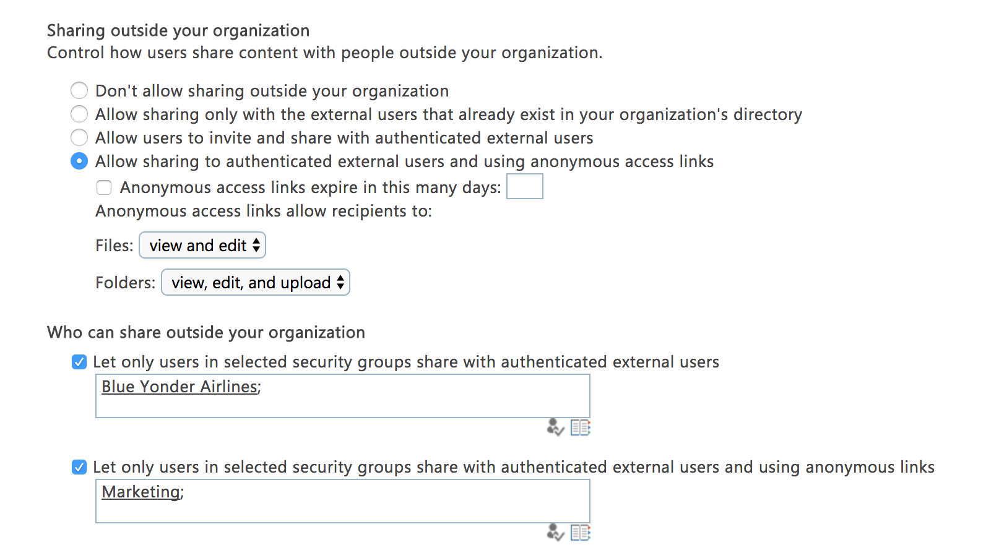 Sharing outside your organization
Control how users share content with people outside your organization.
Don't allow sharing outside your organization
Allow sharing only with the external users that already exist in your organization's directory
Allow users to invite and share with authenticated external users
Allow sharing to authenticated external users and using anonymous access links
Anonymous access links expire in this many days:
Anonymous access links allow recipients to:
Files: view and edit
Folders: view, edit, and upload
Who can share outside your organization
Let only users in selected security groups share with authenticated external users
Blue Yonder Airlines;
Let only users in selected security groups share with authenticated external users and using anonymous links
Marketing;